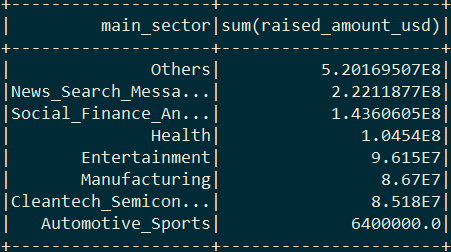 +--------------------+----------------------+
|         main_sector|sum(raised_amount_usd)|
+--------------------+----------------------+
|              Others|          5.20169507E8|
|News_Search_Messa...|           2.2211877E8|
|Social_Finance_An...|           1.4360605E8|
|              Health|              1.0454E8|
|       Entertainment|               9.615E7|
|       Manufacturing|                8.67E7|
|Cleantech_Semicon...|               8.518E7|
|   Automotive_Sports|             6400000.0|
+--------------------+----------------------+